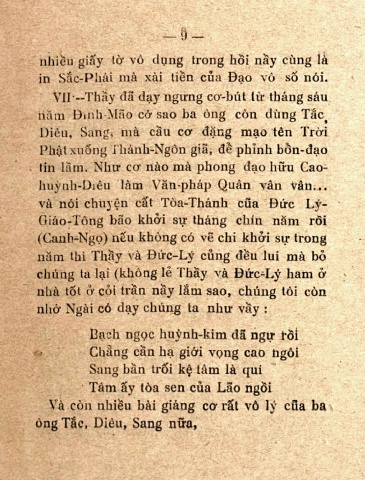 — 9 —
nhiều giấy tờ vô dụng trong hồi nầy cùng là
in Sắc-Phái mà xài tiền của Đạo vô số nói.
VII.--Thầy đã dạy ngưng cơ-bút từ tháng sáu
năm Đinh-Mão cớ sao ba ông còn dùng Tắc,
Diêu, Sang, mà cầu cơ đặng mạo tên Trời
Phật xuống Thánh-Ngôn giã, để phỉnh bổn-đạo
tin lầm. Như cơ nào mà phong đạo hữu Cao-
huỳnh-Diêu làm Văn-pháp Quân vân vân...
và nói chuyện cất Tòa-Thánh của Đức Lý-
Giáo-Tông bão khởi sự tháng chín năm rồi
(Canh-Ngọ) nếu không có vẽ chi khởi sự trong
năm thì Thầy và Đức-Lý cũng đều lui mà bỏ
chúng ta lại (không lẻ Thầy và Đức-Lý ham ở
nhà tốt ở cỏi trần nầy lắm sao, chúng tôi còn
nhớ Ngài có dạy chúng ta như vầy :
Bạch ngọc huỳnh-kim đã ngự rồi
Chẳng cần hạ giới vọng cao ngôi
Sang bần trối kệ tâm là qui
Tâm ấy tòa sen của Lão ngồi
Và còn nhiều bài giảng cơ rất vô lý cũa ba
ông Tắc, Diêu, Sang nữa,